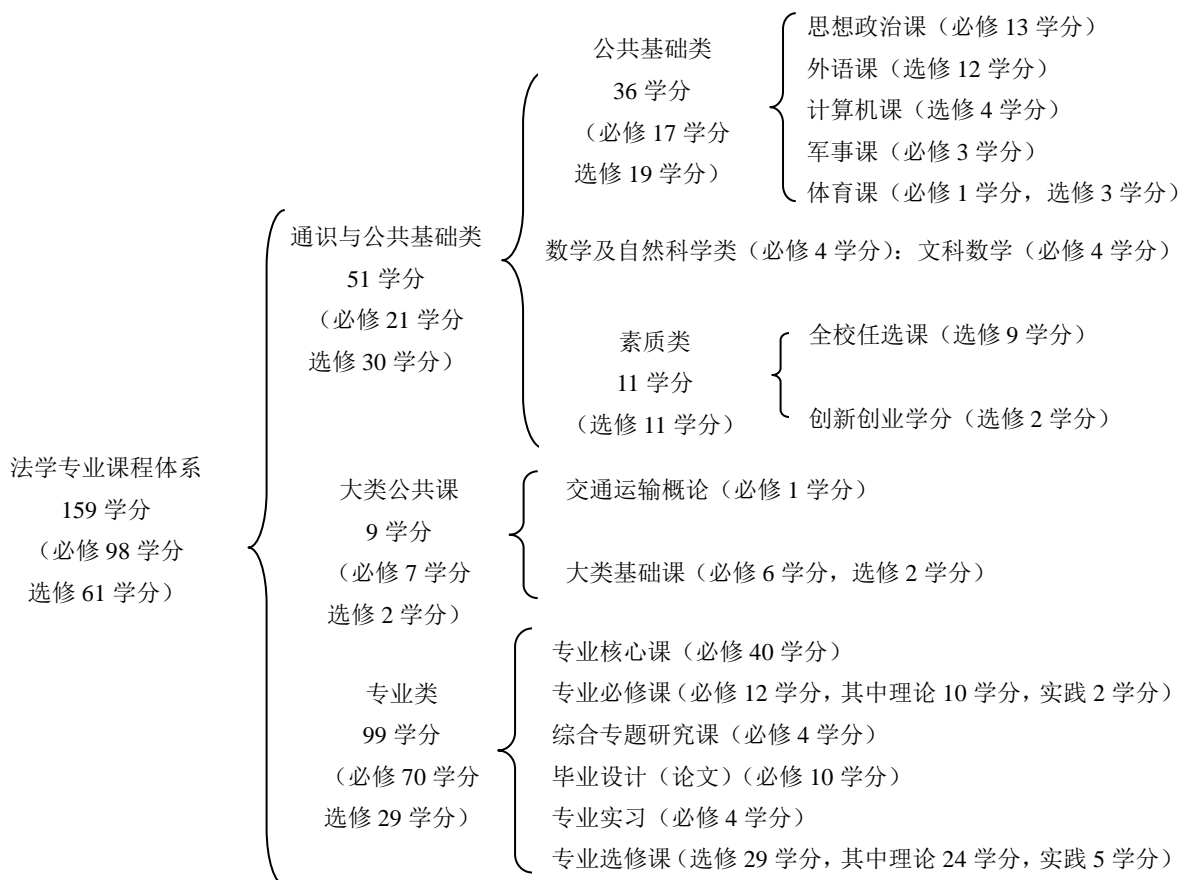 法学专业课程体系
159 学分
（必修 98 学分
选修 61 学分）
通识与公共基础类
51 学分
（必修 21 学分
选修 30 学分）
公共基础类
36 学分
（必修 17 学分
选修 19 学分）
思想政治课（必修 13 学分）
外语课（选修 12 学分）
计算机课（选修 4 学分）
军事课（必修 3 学分）
体育课（必修 1 学分，选修 3 学分）
数学及自然科学类（必修 4 学分）：文科数学（必修 4 学分）
素质类
11 学分
（选修 11 学分）
全校任选课（选修 9 学分）
创新创业学分（选修 2 学分）
大类公共课
9 学分
（必修 7 学分
选修 2 学分）
交通运输概论（必修 1 学分）
大类基础课（必修 6 学分，选修 2 学分）
专业类
99 学分
（必修 70 学分
选修 29 学分）
专业核心课（必修 40 学分）
专业必修课（必修 12 学分，其中理论 10 学分，实践 2 学分）
综合专题研究课（必修 4 学分）
毕业设计（论文）（必修 10 学分）
专业实习（必修 4 学分）
专业选修课（选修 29 学分，其中理论 24 学分，实践 5 学分）